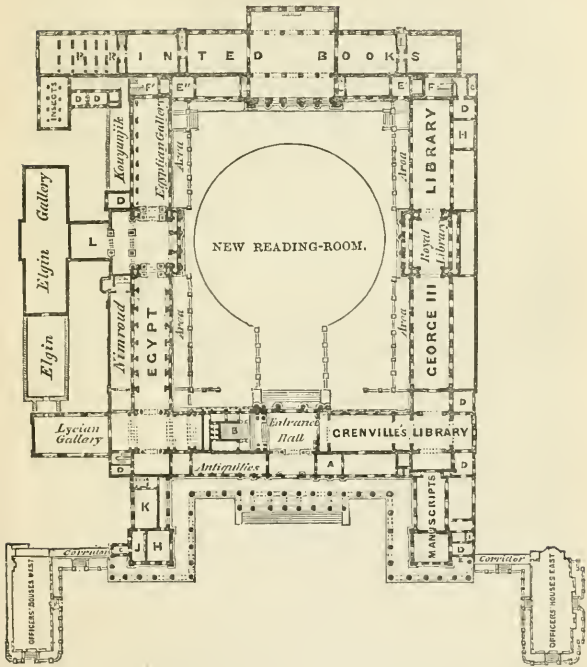 PRINTED BOOKS
INSECTS
D D
F'
E"
E
F
C
D
H
Kouyunjik
Egyptian Gallery
Area
Area
LIBRARY
D
Elgin Gallery
L
NEW READING-ROOM.
Royal Library
Elgin
Nimroud
EGYPT
Area
Area
GEORGE III
D
Lycian
Gallery
B
Entrance
Hall
GRENVILLE'S LIBRARY
D
Antiquities
A
D
K
MANUSCRIPTS
J H
C
D
Corridor
Corridor
OFFICERS' HOUSES WEST
OFFICERS' HOUSES EAST